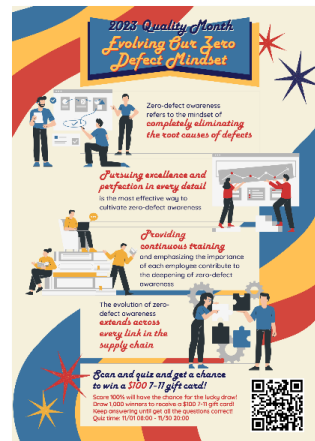 2023 Quality Month
Evolving Our Zero
Defect Mindset
Zero-defect awareness
refers to the mindset of
completely eliminating
the root causes of defects
Pursuing excellence and
perfection in every detail
is the most effective way to
cultivate zero-defect awareness
Providing
continuous training
and emphasizing the importance
of each employee contribute to
the deepening of zero-defect
awareness
The evolution of zero-
defect awareness
extends across
every link in the
supply chain
Scan and quiz and get a chance
to win a $100 7-11 gift card!
Score 100% will have the chance for the lucky draw!
Draw 1,000 winners to receive a $100 7-11 gift card!
Keep answering until get all the questions correct!
Quiz time: 11/01 08:00 - 11/30 20:00